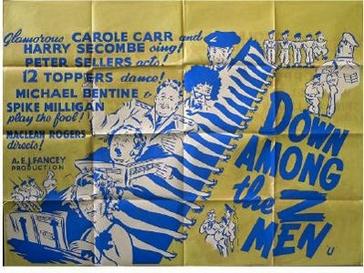 Glamorous CAROLE CARR and
HARRY SECOMBE sing!
PETER SELLERS acts!
12 TOPPERS dance!
MICHAEL BENTINE &
SPIKE MILLIGAN
play the fool!
MACLEAN ROGERS
directs!
A E.J. FANCEY
PRODUCTION
DOWN
AMONG
the Z
MEN
U